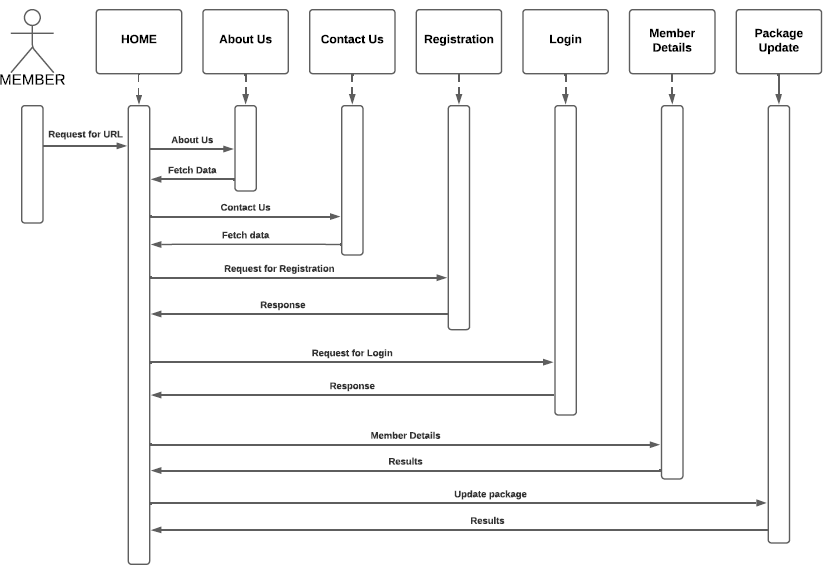 HOME
About Us
Contact Us
Registration
Login
Member
Details
Package
Update
MEMBER
Request for URL
About Us
Fetch Data
Contact Us
Fetch data
Request for Registration
Response
Request for Login
Response
Member Details
Results
Update package
Results